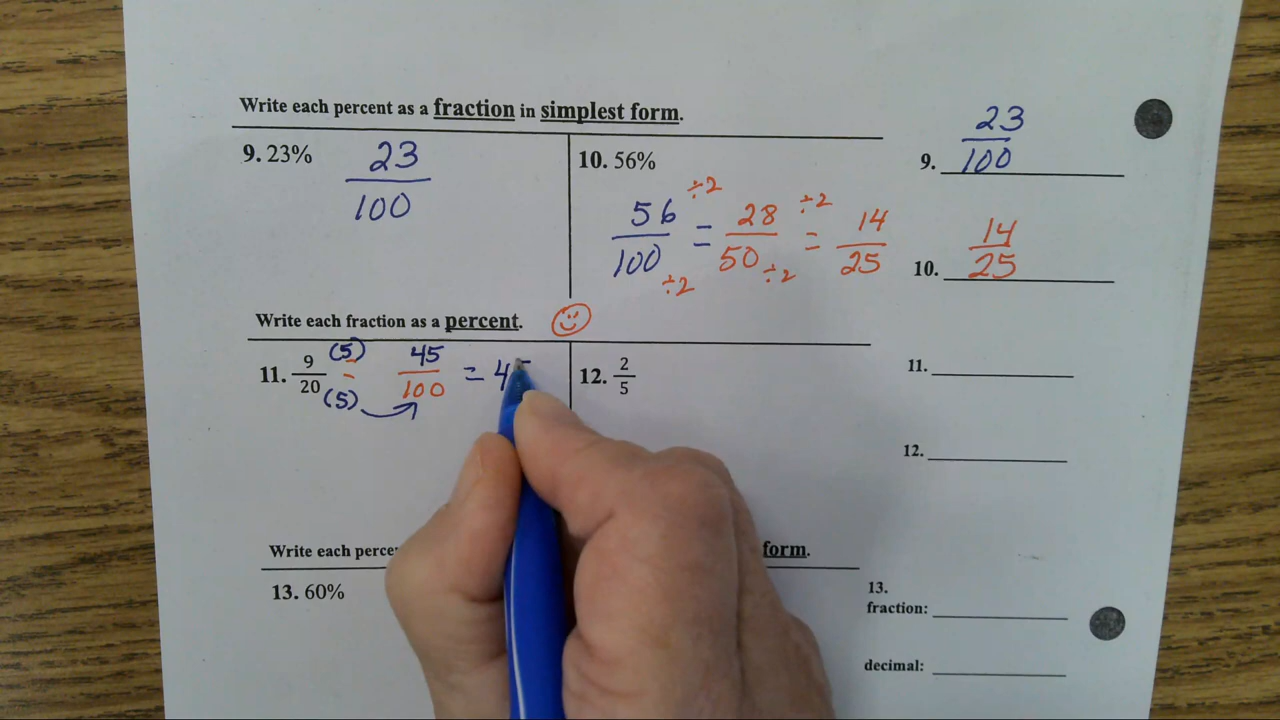 Write each percent as a fraction in simplest form.
9. 23%
23
100
10. 56%
÷2 ÷2
56 = 28 = 14
100 50 25
÷2 ÷2
9. 23
100
10. 14
25
Write each fraction as a percent.
11. 9 (5) = 45 = 4
20 (5) 100
12. 2
5
11.
12.
Write each form.
13. 60%
13.
fraction:
decimal: